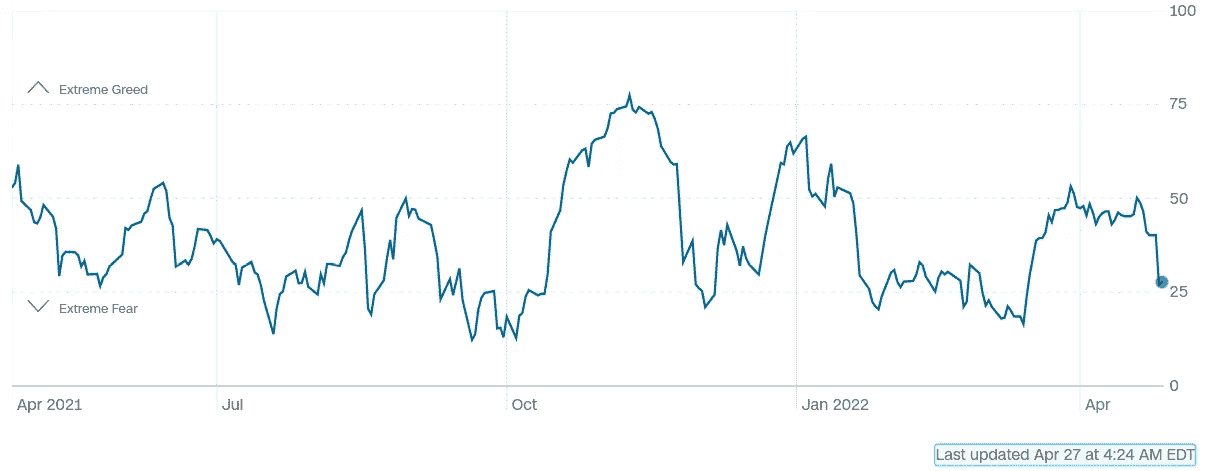 100
Extreme Greed
75
50
25
Extreme Fear
0
Apr 2021 Jul Oct Jan 2022 Apr
Last updated Apr 27 at 4:24 AM EDT